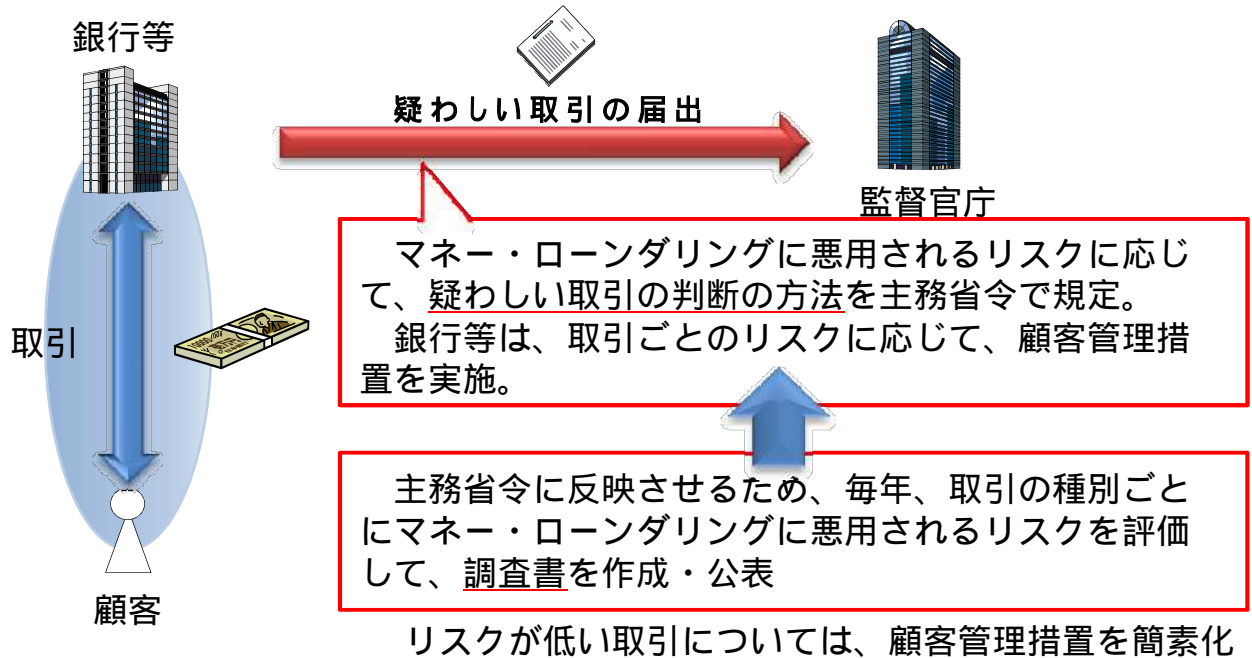 銀行等
疑わしい取引の届出
監督官庁
マネー・ローンダリングに悪用されるリスクに応じ
て、疑わしい取引の判断の方法を主務省令で規定。
銀行等は、取引ごとのリスクに応じて、顧客管理措
置を実施。
取引
主務省令に反映させるため、毎年、取引の種別ごと
にマネー・ローンダリングに悪用されるリスクを評価
して、調査書を作成・公表
顧客
リスクが低い取引については、顧客管理措置を簡素化